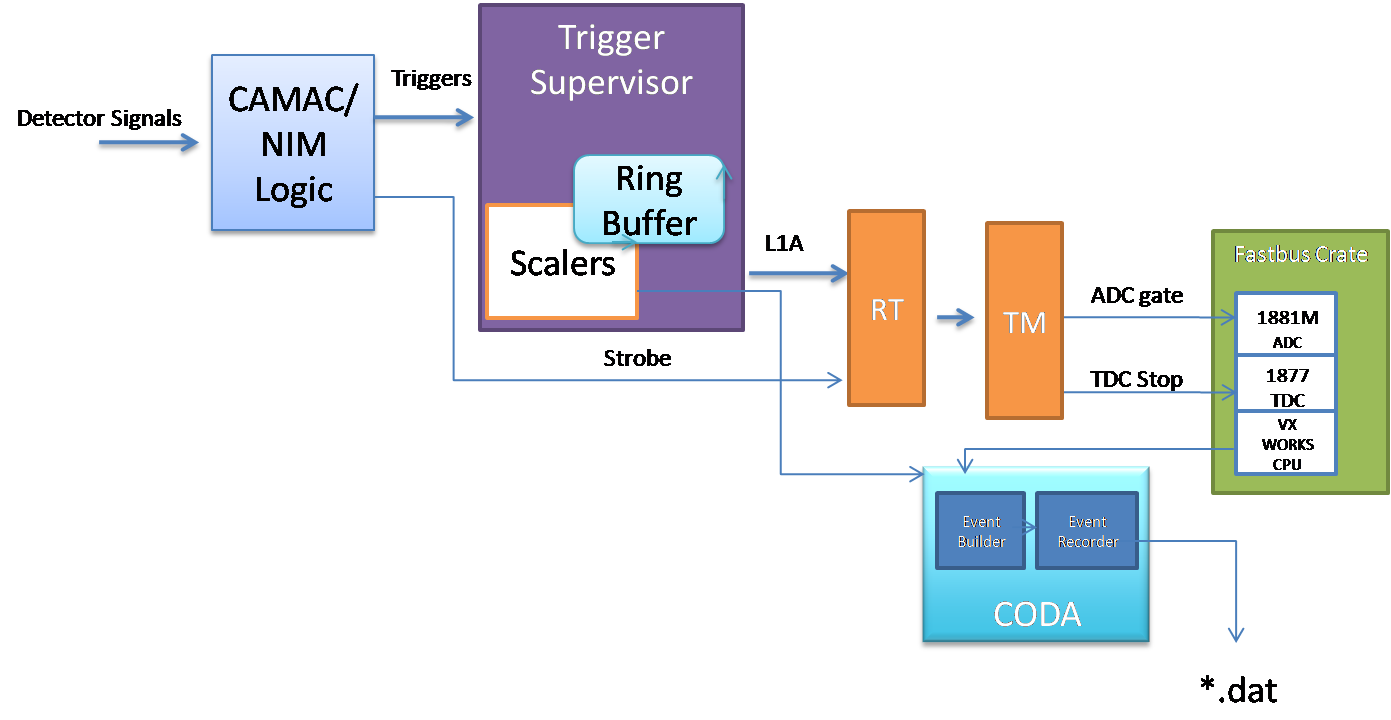 Detector Signals
CAMAC/
NIM
Logic
Triggers
Trigger
Supervisor
Ring
Buffer
Scalers
L1A
Strobe
RT
TM
ADC gate
TDC Stop
Fastbus Crate
1881M
ADC
1877
TDC
VX
WORKS
CPU
Event
Builder
Event
Recorder
CODA
*.dat